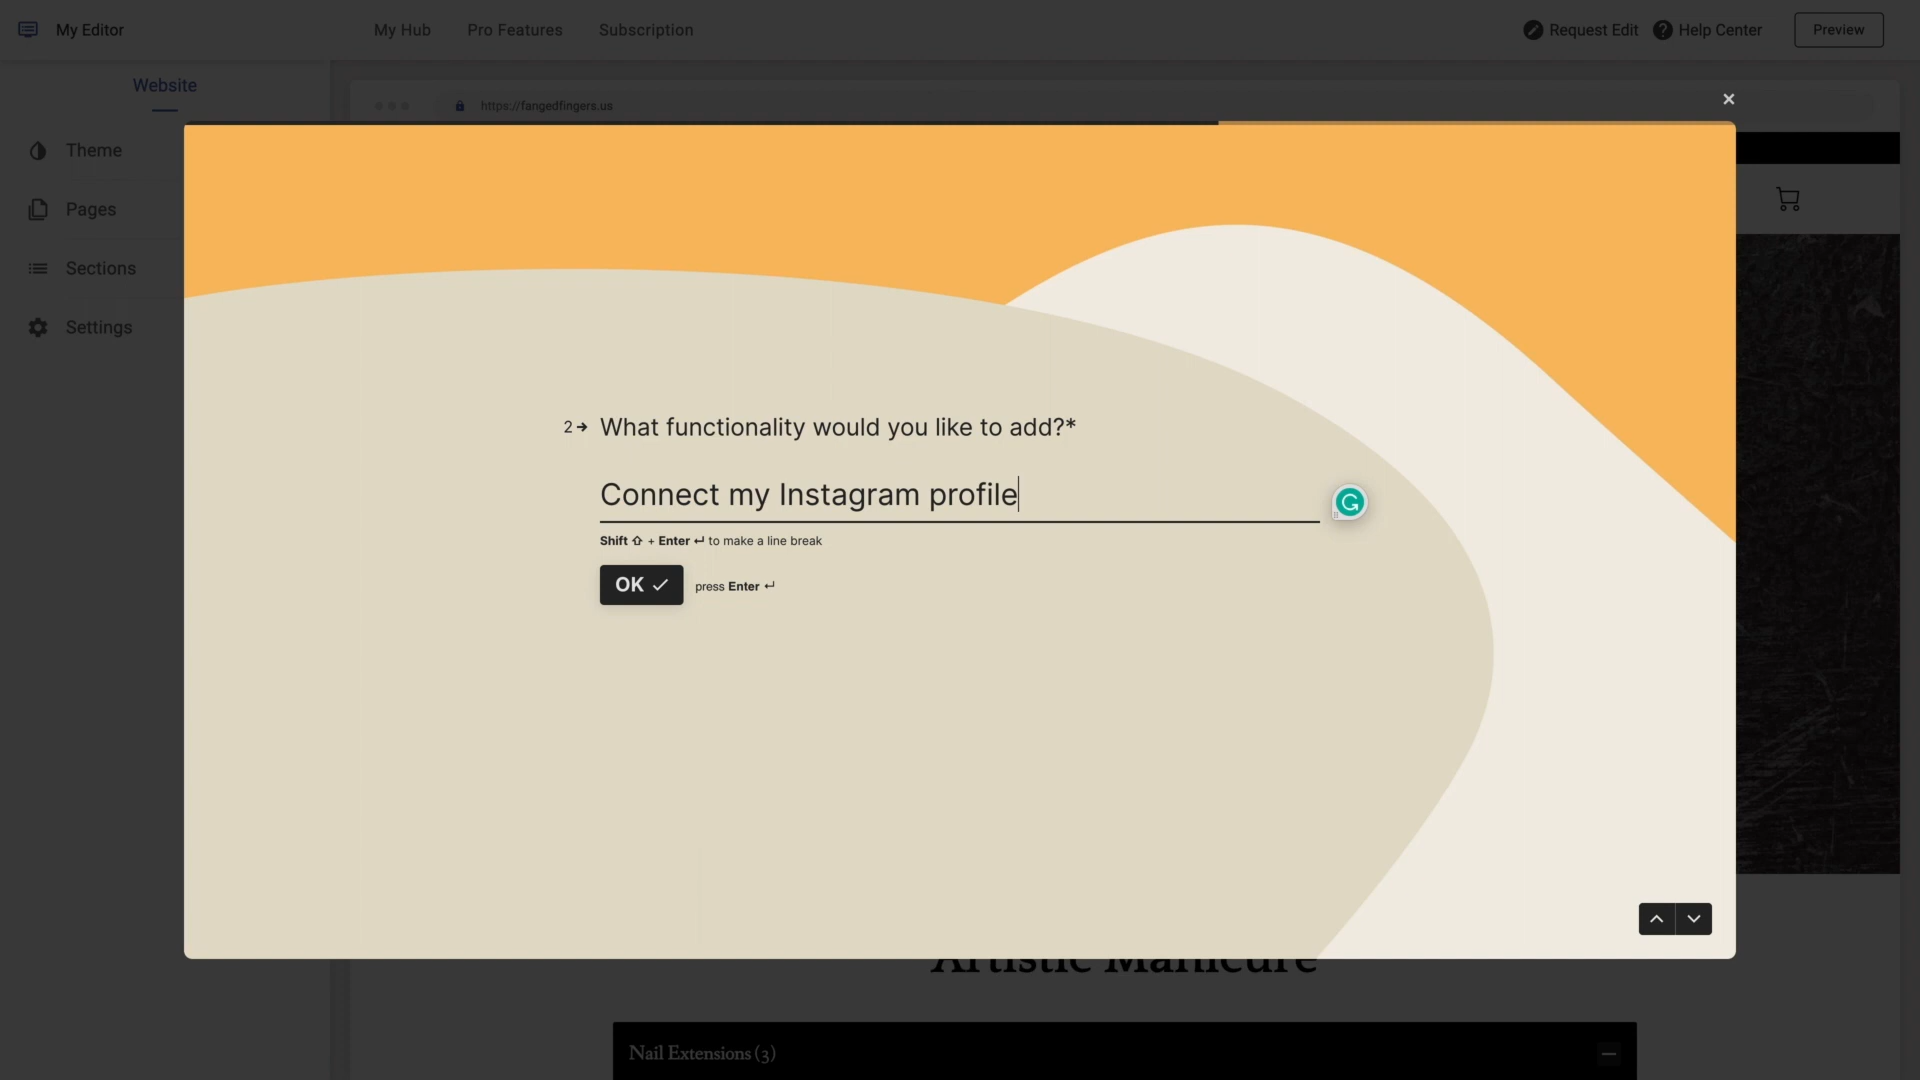 My Editor
My Hub
Pro Features
Subscription
Request Edit
Help Center
Preview
Website
https://fangedfingers.us
Theme
Pages
Sections
Settings
2 What functionality would you like to add?*
Connect my Instagram profile
Shift ⇧ + Enter ↵ to make a line break
OK
press Enter ↵
Artistic Manicure
Nail Extensions (3)